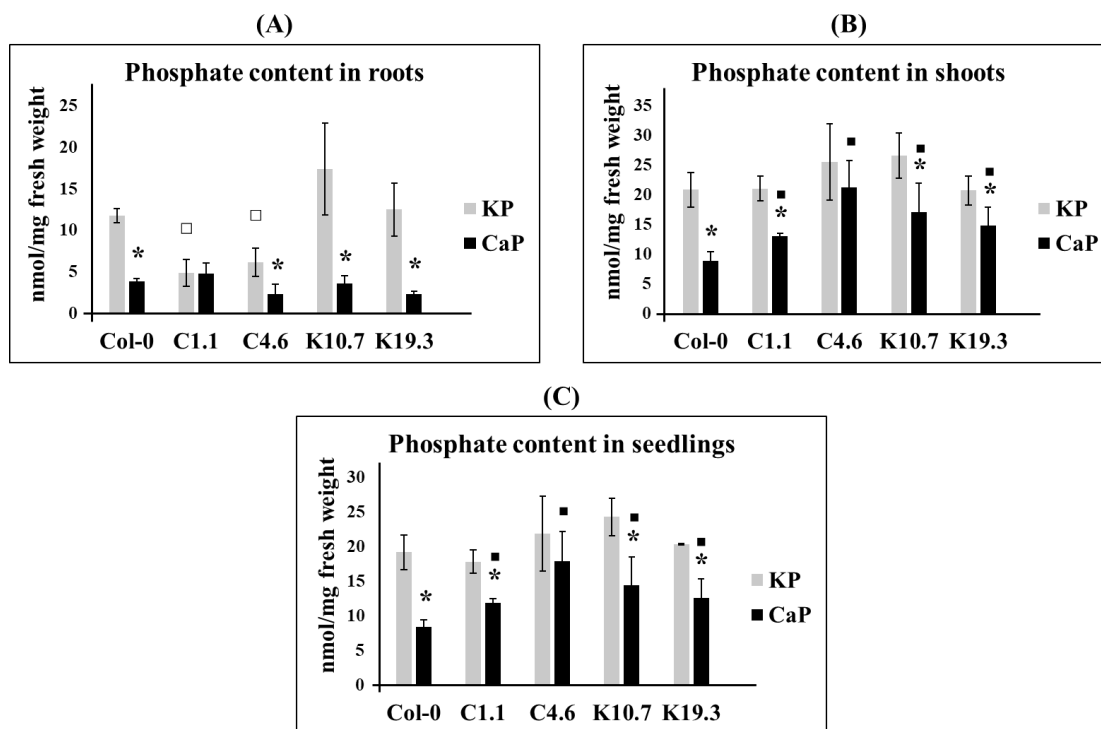 (A)
Phosphate content in roots
nmol/mg fresh weight
25
20
15
10
5
0
□
□
*
*
*
*
KP
CaP
Col-0 C1.1 C4.6 K10.7 K19.3
(B)
Phosphate content in shoots
nmol/mg fresh weight
35
30
25
20
15
10
5
0
■
■
■
■
*
*
*
*
KP
CaP
Col-0 C1.1 C4.6 K10.7 K19.3
(C)
Phosphate content in seedlings
nmol/mg fresh weight
30
25
20
15
10
5
0
■
■
■
■
*
*
*
*
KP
CaP
Col-0 C1.1 C4.6 K10.7 K19.3